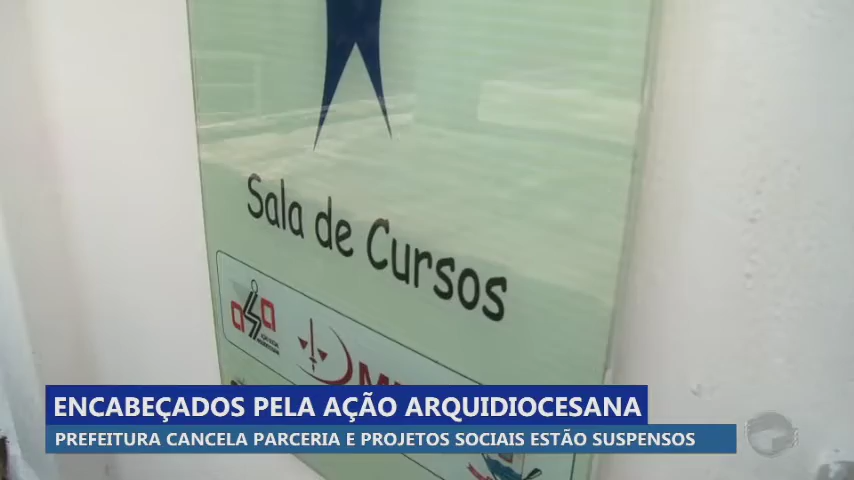 Sala de Cursos
ENCABEÇADOS PELA AÇÃO ARQUIDIOCESANA
PREFEITURA CANCELA PARCERIA E PROJETOS SOCIAIS ESTÃO SUSPENSOS